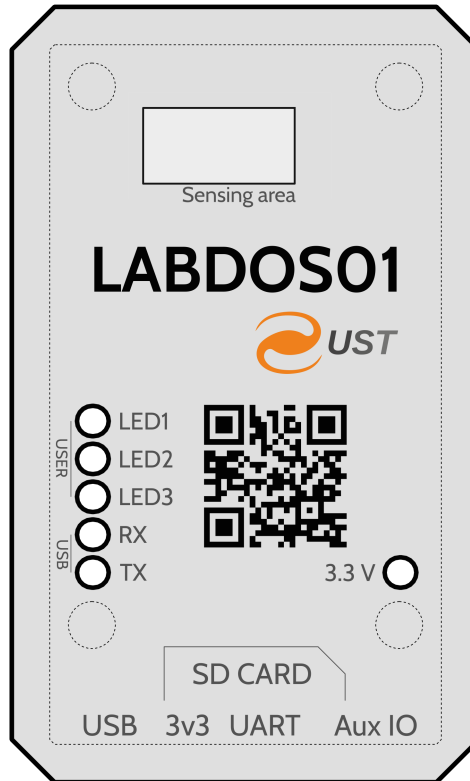 Sensing area
LABDOS01
UST
LED1
USER
LED2
LED3
RX
USB
TX
3.3 V
SD CARD
USB 3v3 UART Aux IO